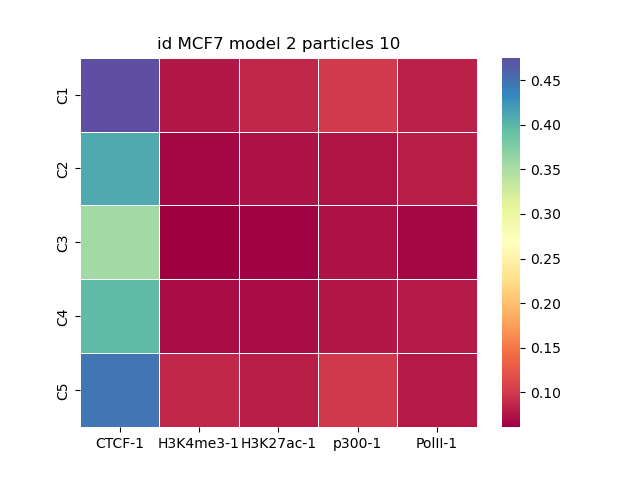 id MCF7 model 2 particles 10
C1
C2
C3
C4
C5
CTCF-1 H3K4me3-1 H3K27ac-1 p300-1 PolII-1
0.45
0.40
0.35
0.30
0.25
0.20
0.15
0.10